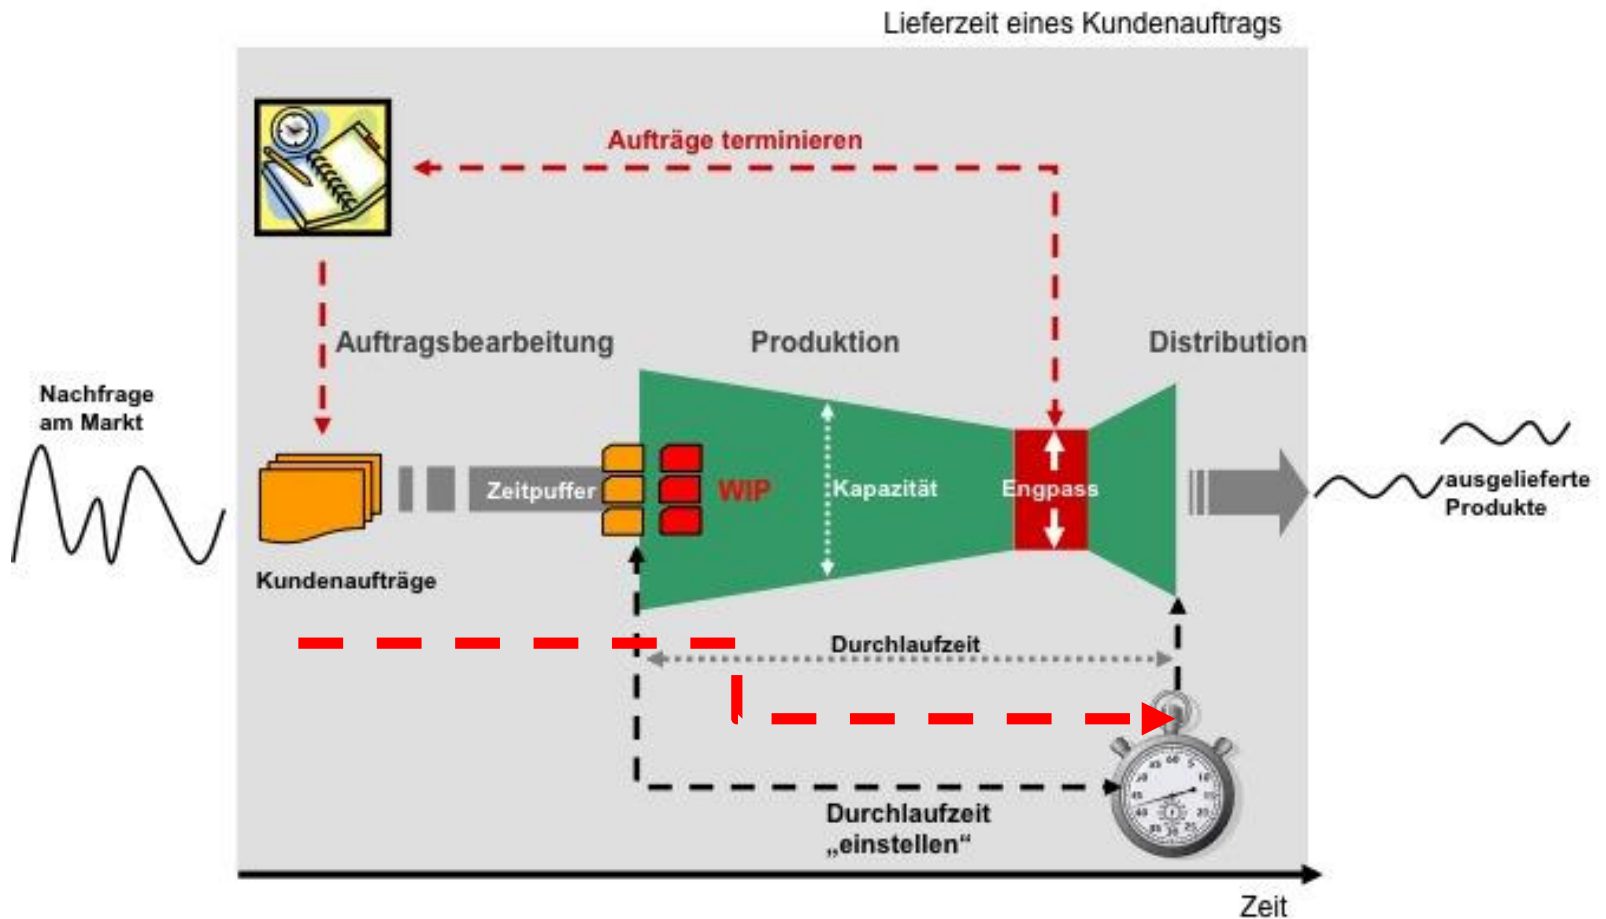 Lieferzeit eines Kundenauftrags
Aufträge terminieren
Auftragsbearbeitung
Produktion
Distribution
Nachfrage
am Markt
Zeitpuffer
WIP
Kapazität
Engpass
ausgelieferte
Produkte
Kundenaufträge
Durchlaufzeit
Durchlaufzeit
„einstellen“
Zeit